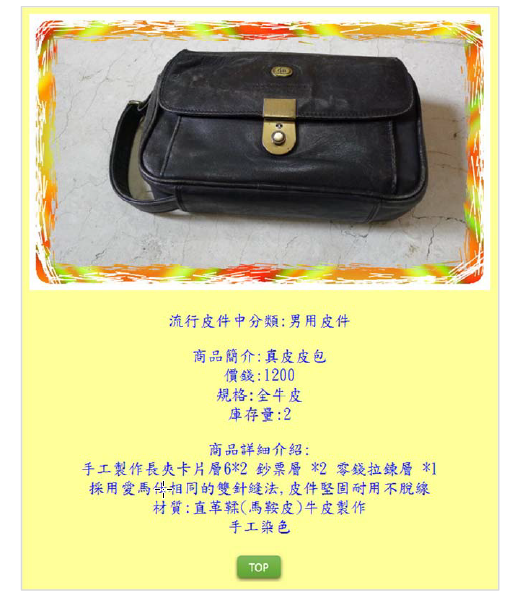 流行皮件中分類:男用皮件
商品簡介:真皮皮包
價錢:1200
規格:全牛皮
庫存量:2
商品詳細介紹:
手工製作長夾卡片層6*2 鈔票層 *2 零錢拉鍊層 *1
採用愛馬仕相同的雙針縫法,皮件堅固耐用不脫線
材質:直革鞣(馬鞍皮)牛皮製作
手工染色
TOP